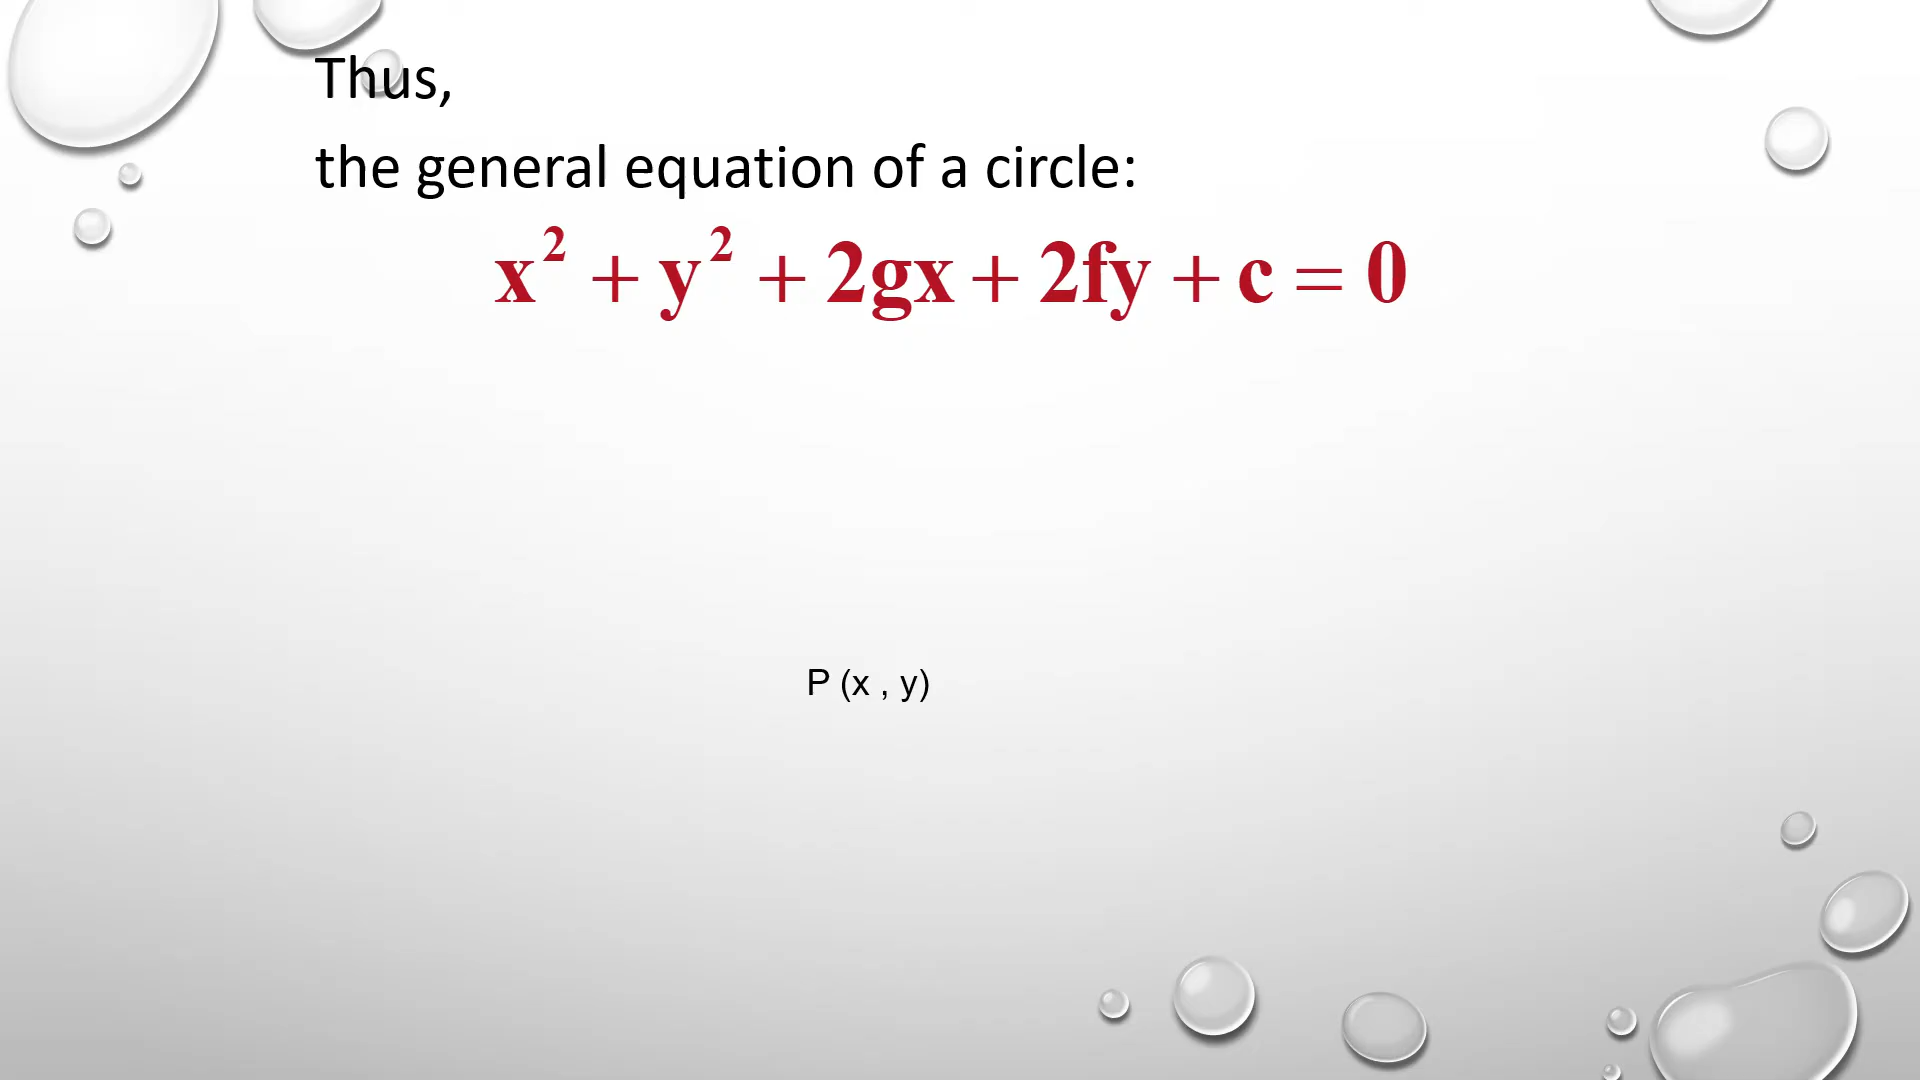 Thus,
the general equation of a circle:
x² + y² + 2gx + 2fy + c = 0
P (x , y)